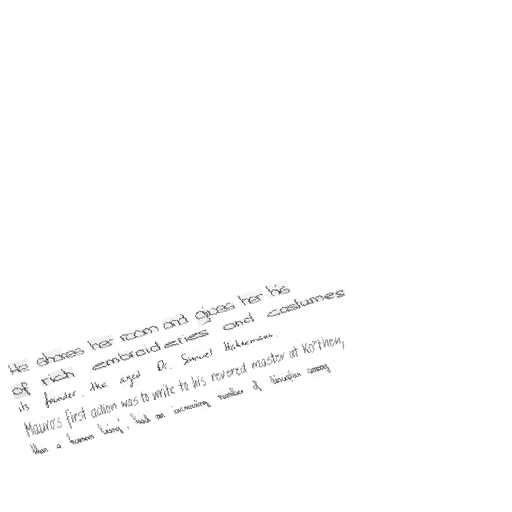 He shares her room and gives her his
of rich embroideries and costumes
its founder, the aged Dr. Samuel Hahnemann.
Mauro's first action was to write to his revered master at Korthen,
than a human being', had an increasing number of disciples among